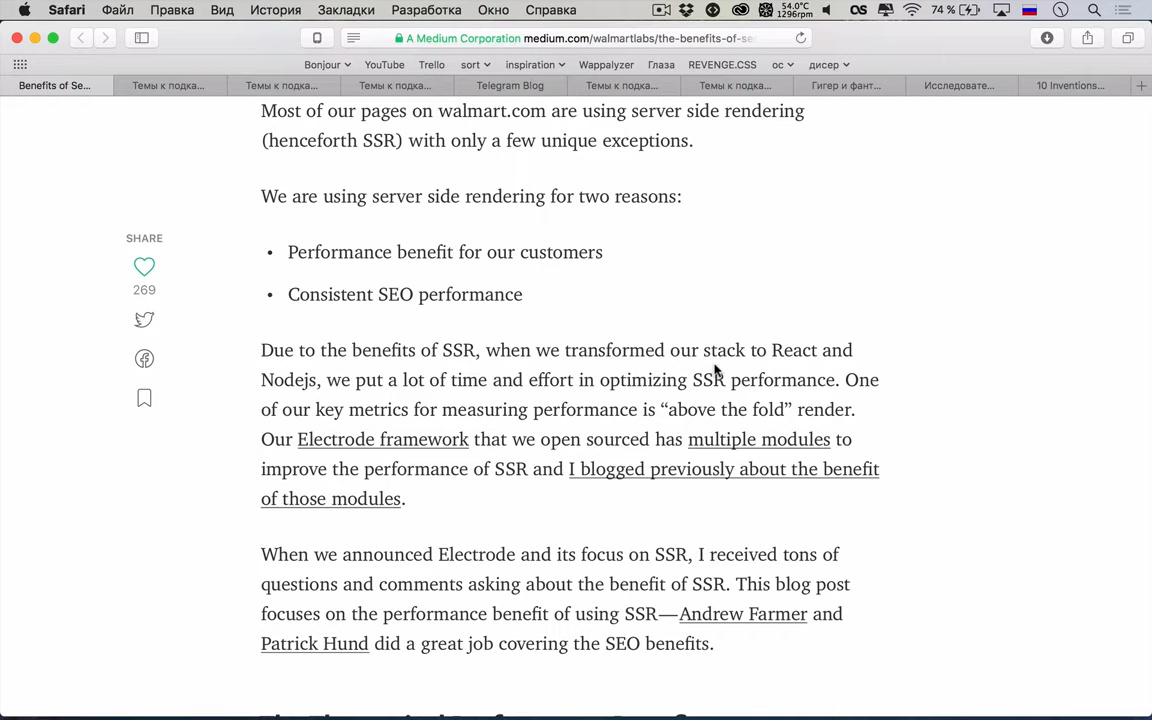 Safari Файл Правка Вид История Закладки Разработка Окно Справка 54.0°C 1296rpm OS 74 %
A Medium Corporation medium.com/walmartlabs/the-benefits-of-se
Bonjour YouTube Trello sort inspiration Wappalyzer Глаза REVENGE.CSS ос дисер
Benefits of Se... Темы к подка... Темы к подка... Темы к подка... Telegram Blog Темы к подка... Темы к подка... Гигер и фант... Исследовате... 10 Inventions...
Most of our pages on walmart.com are using server side rendering
(henceforth SSR) with only a few unique exceptions.
We are using server side rendering for two reasons:
SHARE
269
• Performance benefit for our customers
• Consistent SEO performance
Due to the benefits of SSR, when we transformed our stack to React and
Nodejs, we put a lot of time and effort in optimizing SSR performance. One
of our key metrics for measuring performance is “above the fold” render.
Our Electrode framework that we open sourced has multiple modules to
improve the performance of SSR and I blogged previously about the benefit
of those modules.
When we announced Electrode and its focus on SSR, I received tons of
questions and comments asking about the benefit of SSR. This blog post
focuses on the performance benefit of using SSR—Andrew Farmer and
Patrick Hund did a great job covering the SEO benefits.